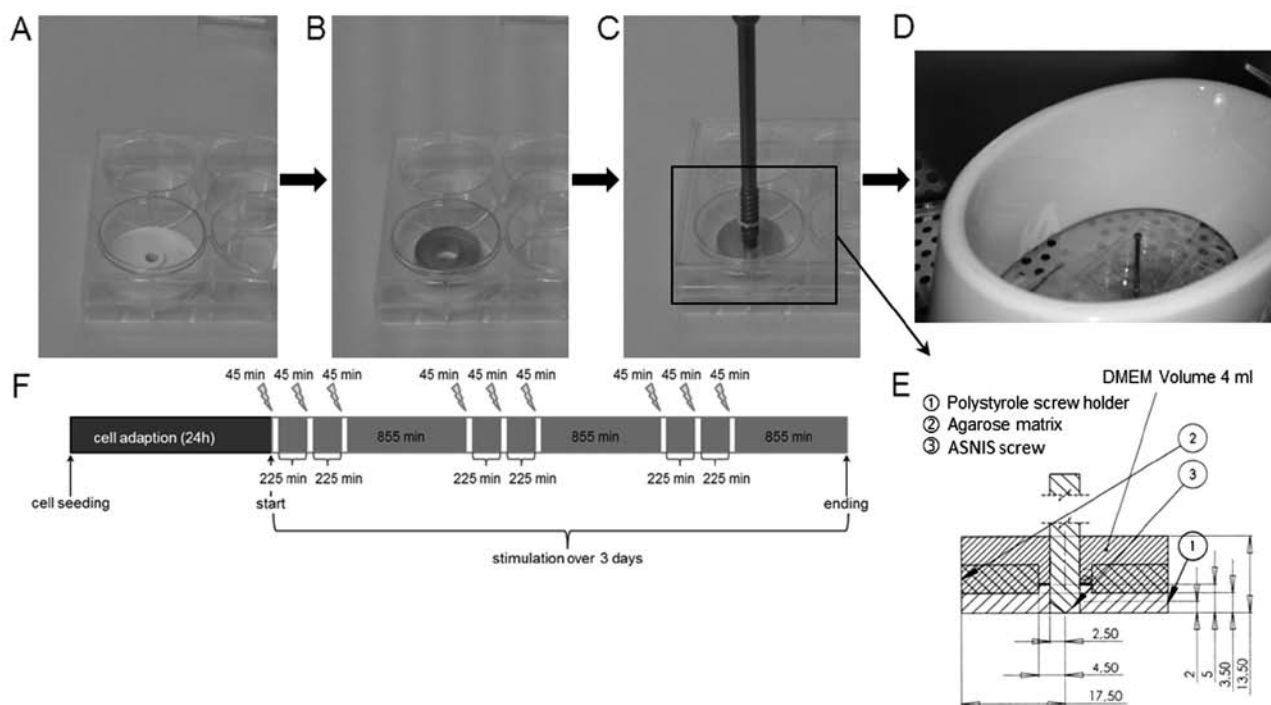 A
B
C
D
E
DMEM Volume 4 ml
① Polystyrole screw holder
② Agarose matrix
③ ASNIS screw
2
3
1
2,50
4,50
17,50
2
5
3,50
13,50
F
45 min 45 min 45 min 45 min 45 min 45 min 45 min 45 min 45 min
cell adaption (24h) 855 min 855 min 855 min
225 min 225 min 225 min 225 min 225 min 225 min
cell seeding start ending
stimulation over 3 days